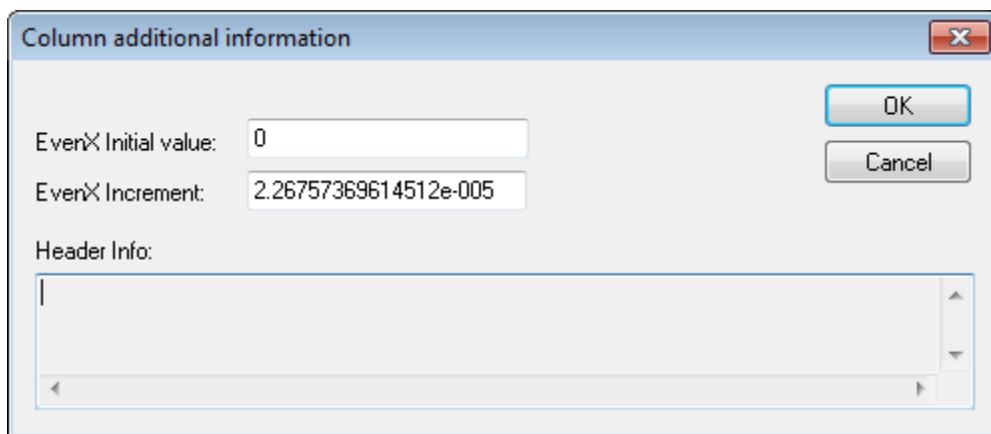 Column additional information
OK
EvenX Initial value: 0
Cancel
EvenX Increment: 2.26757369614512e-005
Header Info: